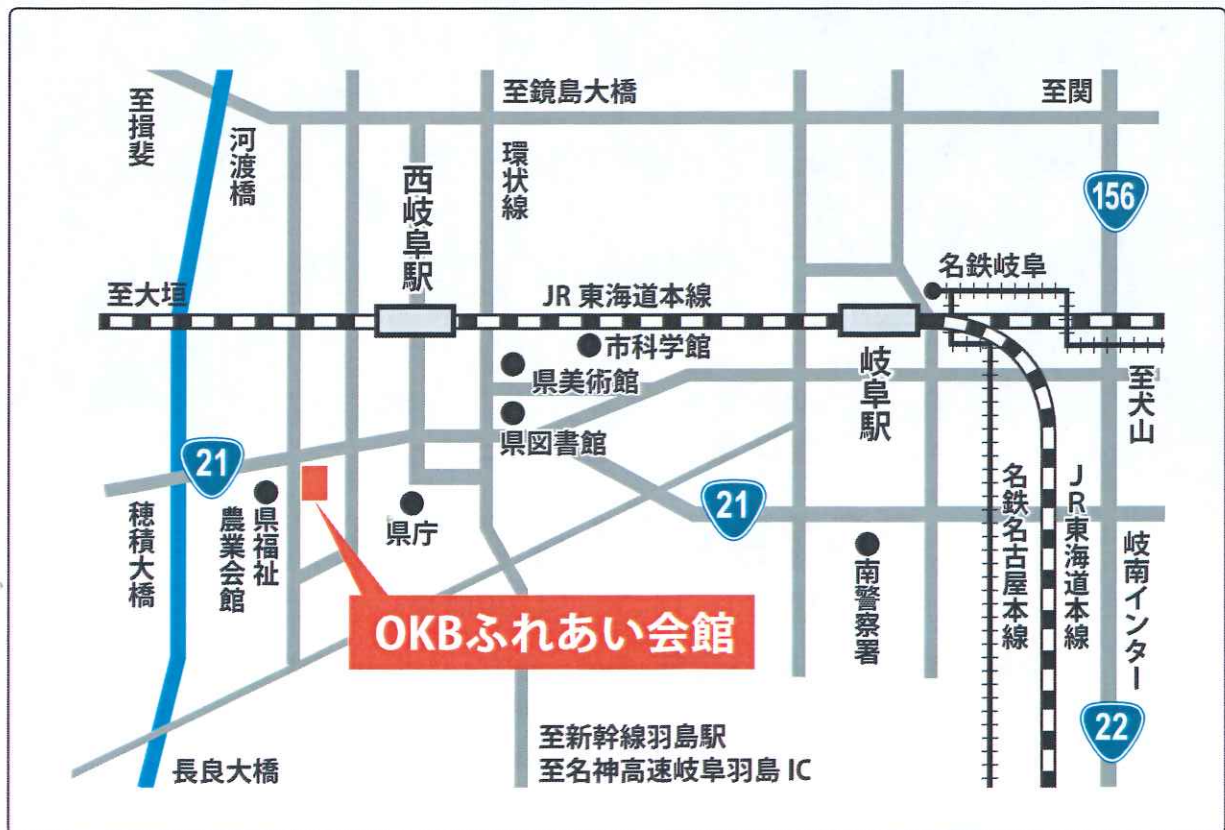 至揖斐
河渡橋
西岐阜駅
至鏡島大橋
環状線
至関
156
名鉄岐阜
至大垣
JR 東海道本線
市科学館
県美術館
岐阜駅
至犬山
県図書館
21
穂積大橋
県福祉
農業会館
県庁
21
南警察署
名鉄名古屋本線
JR東海道本線
岐南インター
OKBふれあい会館
22
長良大橋
至新幹線羽島駅
至名神高速岐阜羽島 IC